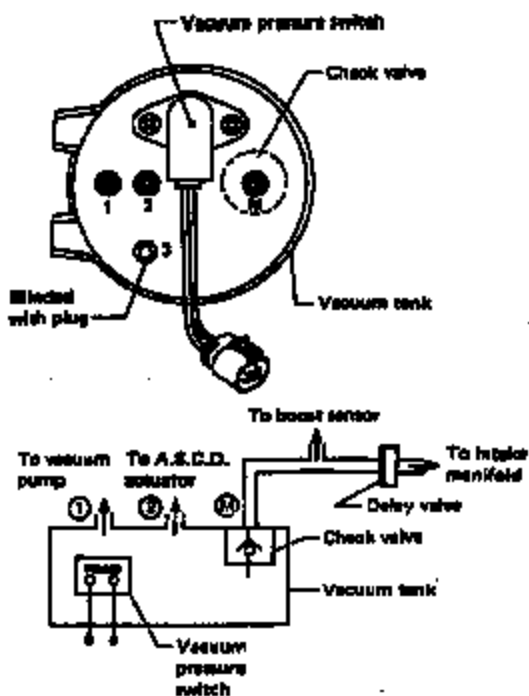 Vacuum pressure switch
Check valve
1
2
M
3
Blinded
with plug
Vacuum tank
To boost sensor
To vacuum
pump
To A.S.C.D.
actuator
To intake
manifold
1
2
M
Delay valve
Check valve
Vacuum tank
Vacuum
pressure
switch